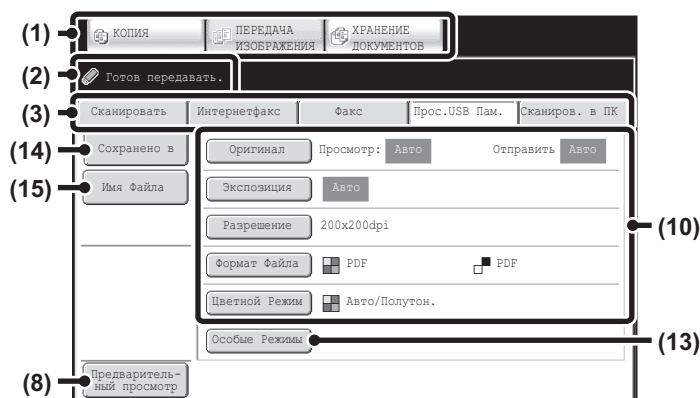 (1) КОПИЯ ПЕРЕДАЧА ИЗОБРАЖЕНИЯ ХРАНЕНИЕ ДОКУМЕНТОВ
(2) Готов передавать.
(3) Сканировать Интернетфакс Факс Прос.USB Пам. Сканиров. в ПК
(14) Сохранено в Оригинал Просмотр: Авто Отправить Авто
(15) Имя Файла Экспозиция Авто
Разрешение 200x200dpi (10)
Формат Файла PDF PDF
Цветной Режим Авто/Полутон.
Особые Режимы (13)
(8) Предваритель-
ный просмотр